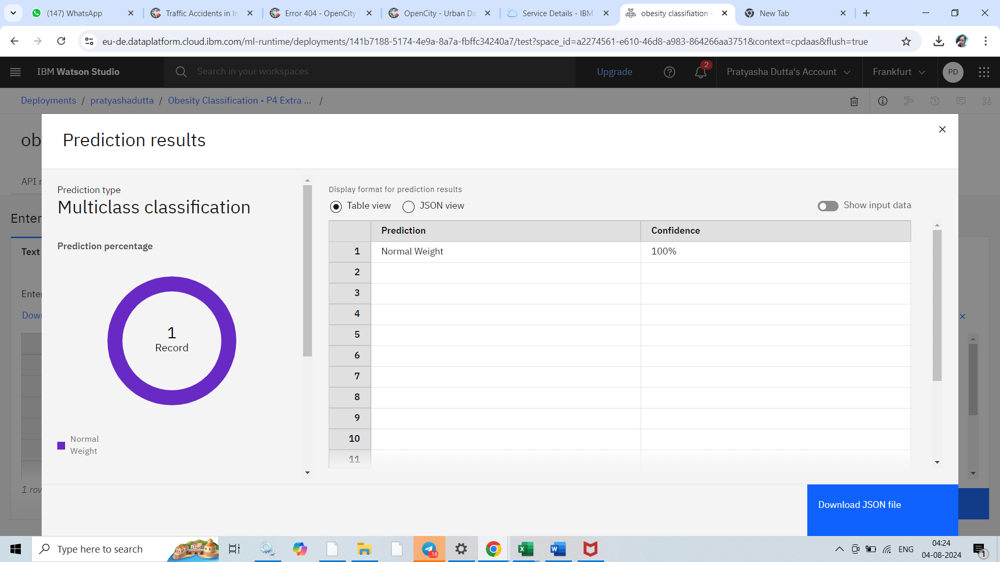 (147) WhatsApp
Traffic Accidents in In
Error 404 - OpenCity
OpenCity - Urban Da
Service Details - IBM
obesity classifiation -
New Tab
eu-de.dataplatform.cloud.ibm.com/ml-runtime/deployments/141b7188-5174-4e9a-8a7a-fbffc34240a7/test?space_id=a2274561-e610-46d8-a983-864266aa3751&context=cpdaas&flush=true
IBM Watson Studio
Search in your workspaces
Upgrade
2
Pratyasha Dutta's Account
Frankfurt
PD
Deployments / pratyashadutta / Obesity Classification - P4 Extra ... /
ob
Prediction results
API r
Enter
Text
Enter
Down
1 row
Prediction type
Multiclass classification
Prediction percentage
1
Record
Normal
Weight
Display format for prediction results
Table view
JSON view
Show input data
Prediction Confidence
1 Normal Weight 100%
2
3
4
5
6
7
8
9
10
11
Download JSON file
Type here to search
..18
ENG
04:24
04-08-2024
1